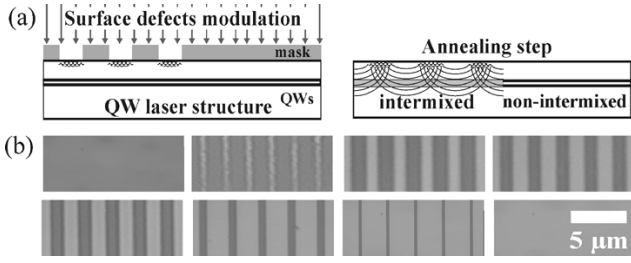 (a) Surface defects modulation
mask
QW laser structure QWs
Annealing step
intermixed non-intermixed
(b)
5 μm